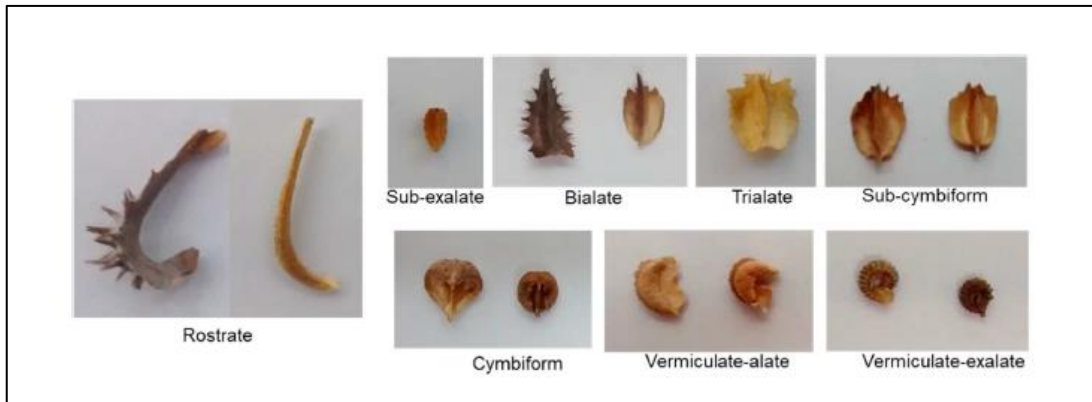 Sub-exalate
Bialate
Trialate
Sub-cymbiform
Rostrate
Cymbiform
Vermiculate-alate
Vermiculate-exalate